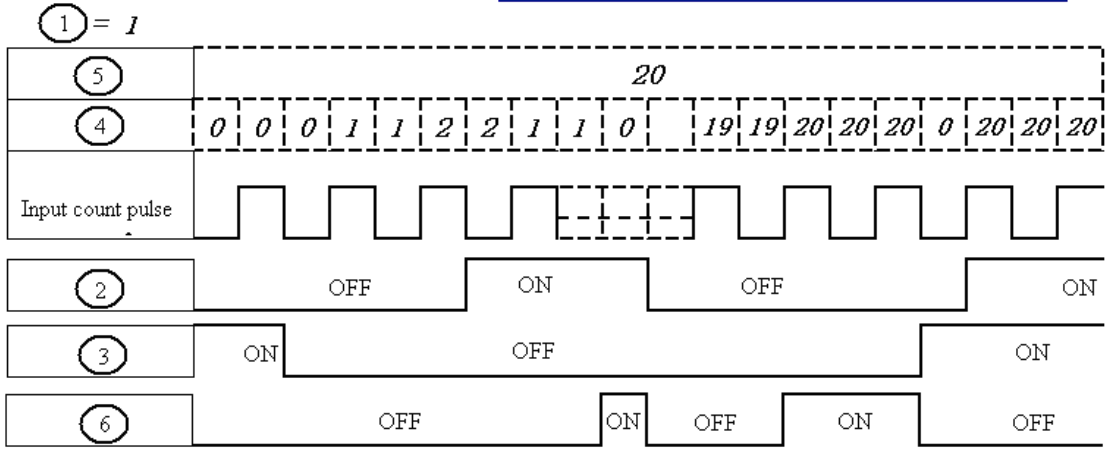 1 = 1
5 20
4 0 0 0 1 1 2 2 1 1 0 19 19 20 20 20 0 20 20 20
Input count pulse
2 OFF ON OFF ON
3 ON OFF ON
6 OFF ON OFF ON OFF